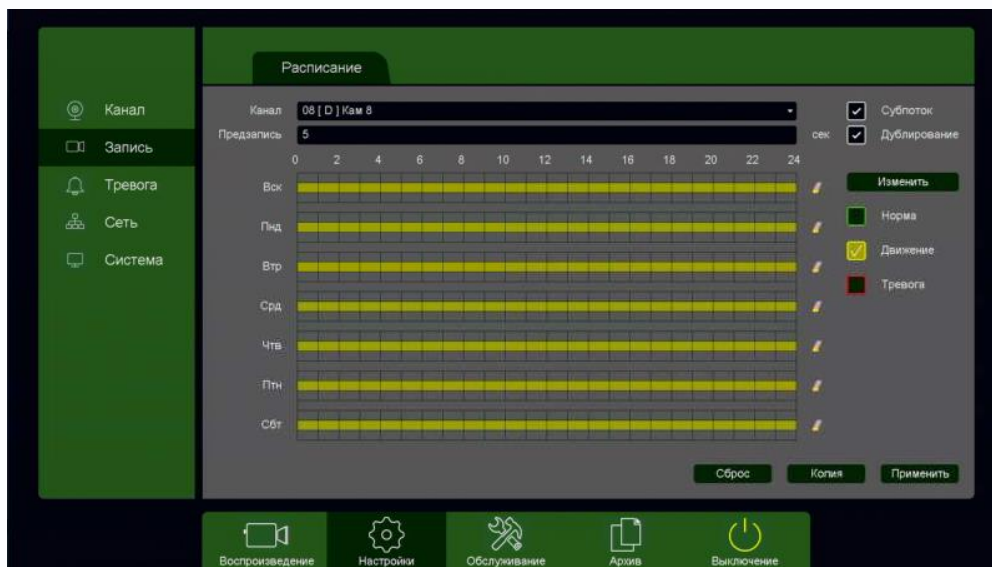 Расписание
Канал
Запись
Тревога
Сеть
Система
Канал 08 [ D ] Кам 8 Субпоток
Предзапись 5 сек Дублирование
0 2 4 6 8 10 12 14 16 18 20 22 24
Вск Изменить
Пнд Норма
Втр Движение
Срд Тревога
Чтв
Птн
Сбт
Сброс Копия Применить
Воспроизведение Настройки Обслуживание Архив Выключение